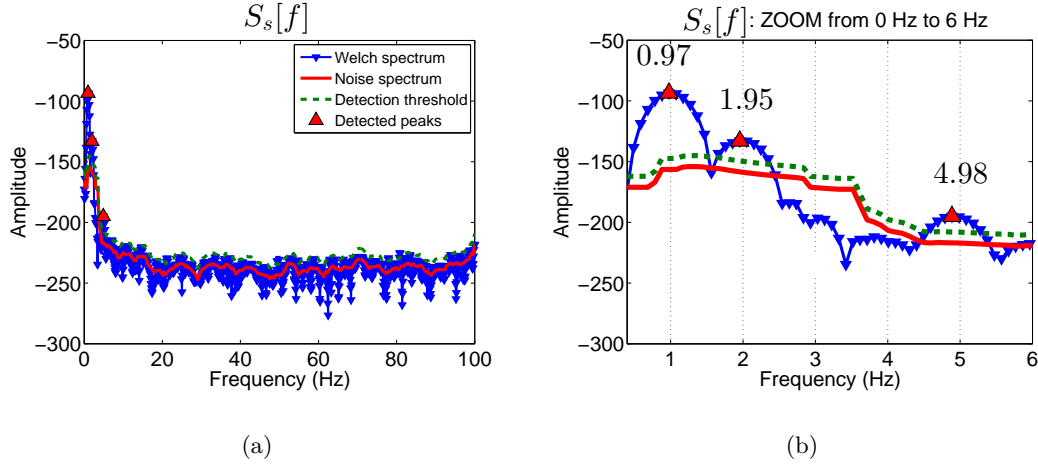 S_s[f]
−50
−100
−150
−200
−250
−300
Amplitude
0
20
40
60
80
100
Frequency (Hz)
Welch spectrum
Noise spectrum
Detection threshold
Detected peaks
(a)
S_s[f]: ZOOM from 0 Hz to 6 Hz
−50
−100
−150
−200
−250
−300
Amplitude
0.97
1.95
4.98
1
2
3
4
5
6
Frequency (Hz)
(b)